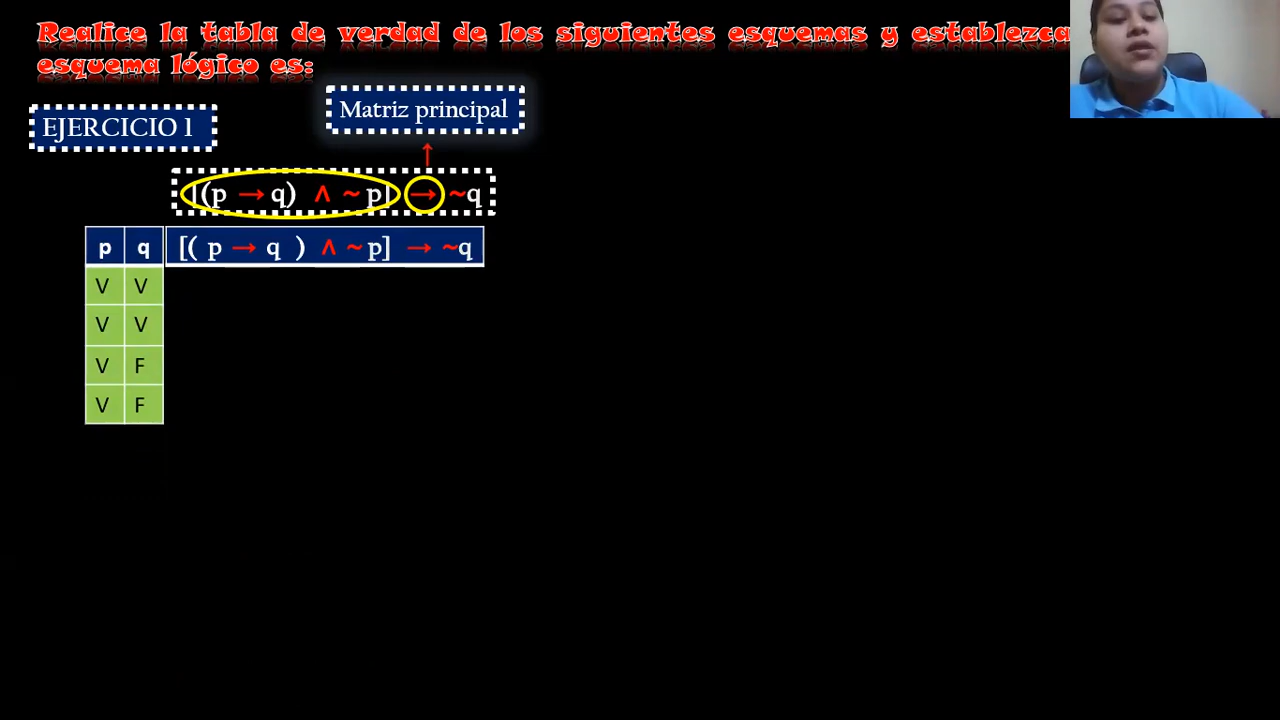 Realice la tabla de verdad de los siguientes esquemas y establezca
esquema lógico es:
Matriz principal
EJERCICIO 1
↑
[(p → q) ∧ ~ p] → ~q
p q [( p → q ) ∧ ~ p] → ~q
V V
V V
V F
V F